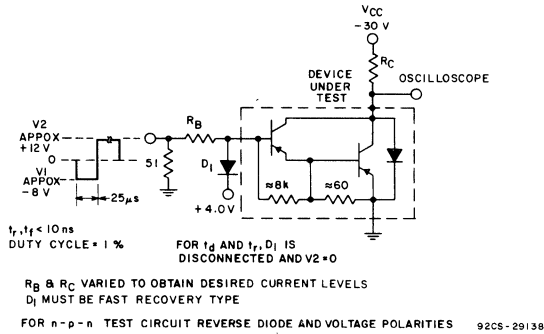 VCC
-30 V
RC
DEVICE
UNDER
TEST
OSCILLOSCOPE
V2
APPOX
+12 V
0
V1
APPOX
-8 V
25µs
51
RB
D1
+4.0V
≈8k
≈60
tr, tf < 10 ns
DUTY CYCLE = 1 %
FOR td AND tr, D1 IS
DISCONNECTED AND V2=0
RB & RC VARIED TO OBTAIN DESIRED CURRENT LEVELS
D1 MUST BE FAST RECOVERY TYPE
FOR n-p-n TEST CIRCUIT REVERSE DIODE AND VOLTAGE POLARITIES
92CS-29138